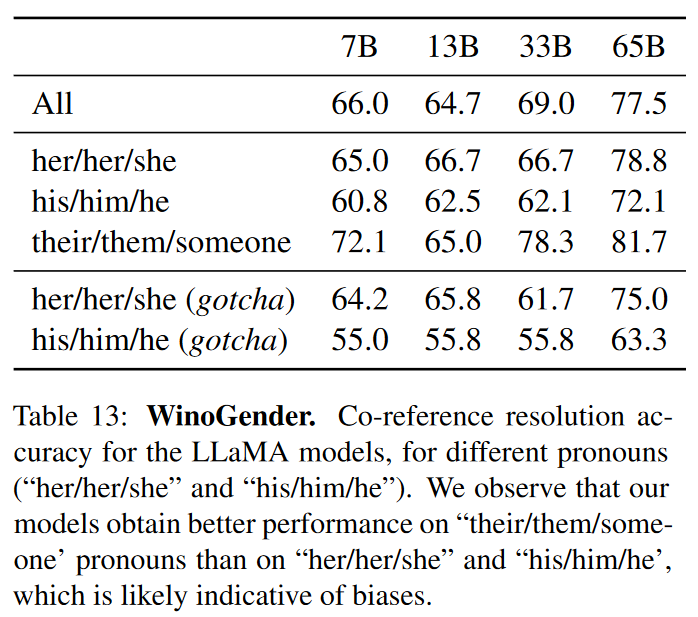 7B 13B 33B 65B
All 66.0 64.7 69.0 77.5
her/her/she 65.0 66.7 66.7 78.8
his/him/he 60.8 62.5 62.1 72.1
their/them/someone 72.1 65.0 78.3 81.7
her/her/she (gotcha) 64.2 65.8 61.7 75.0
his/him/he (gotcha) 55.0 55.8 55.8 63.3
Table 13: WinoGender. Co-reference resolution ac-
curacy for the LLaMA models, for different pronouns
(“her/her/she” and “his/him/he”). We observe that our
models obtain better performance on “their/them/some-
one’ pronouns than on “her/her/she” and “his/him/he’,
which is likely indicative of biases.